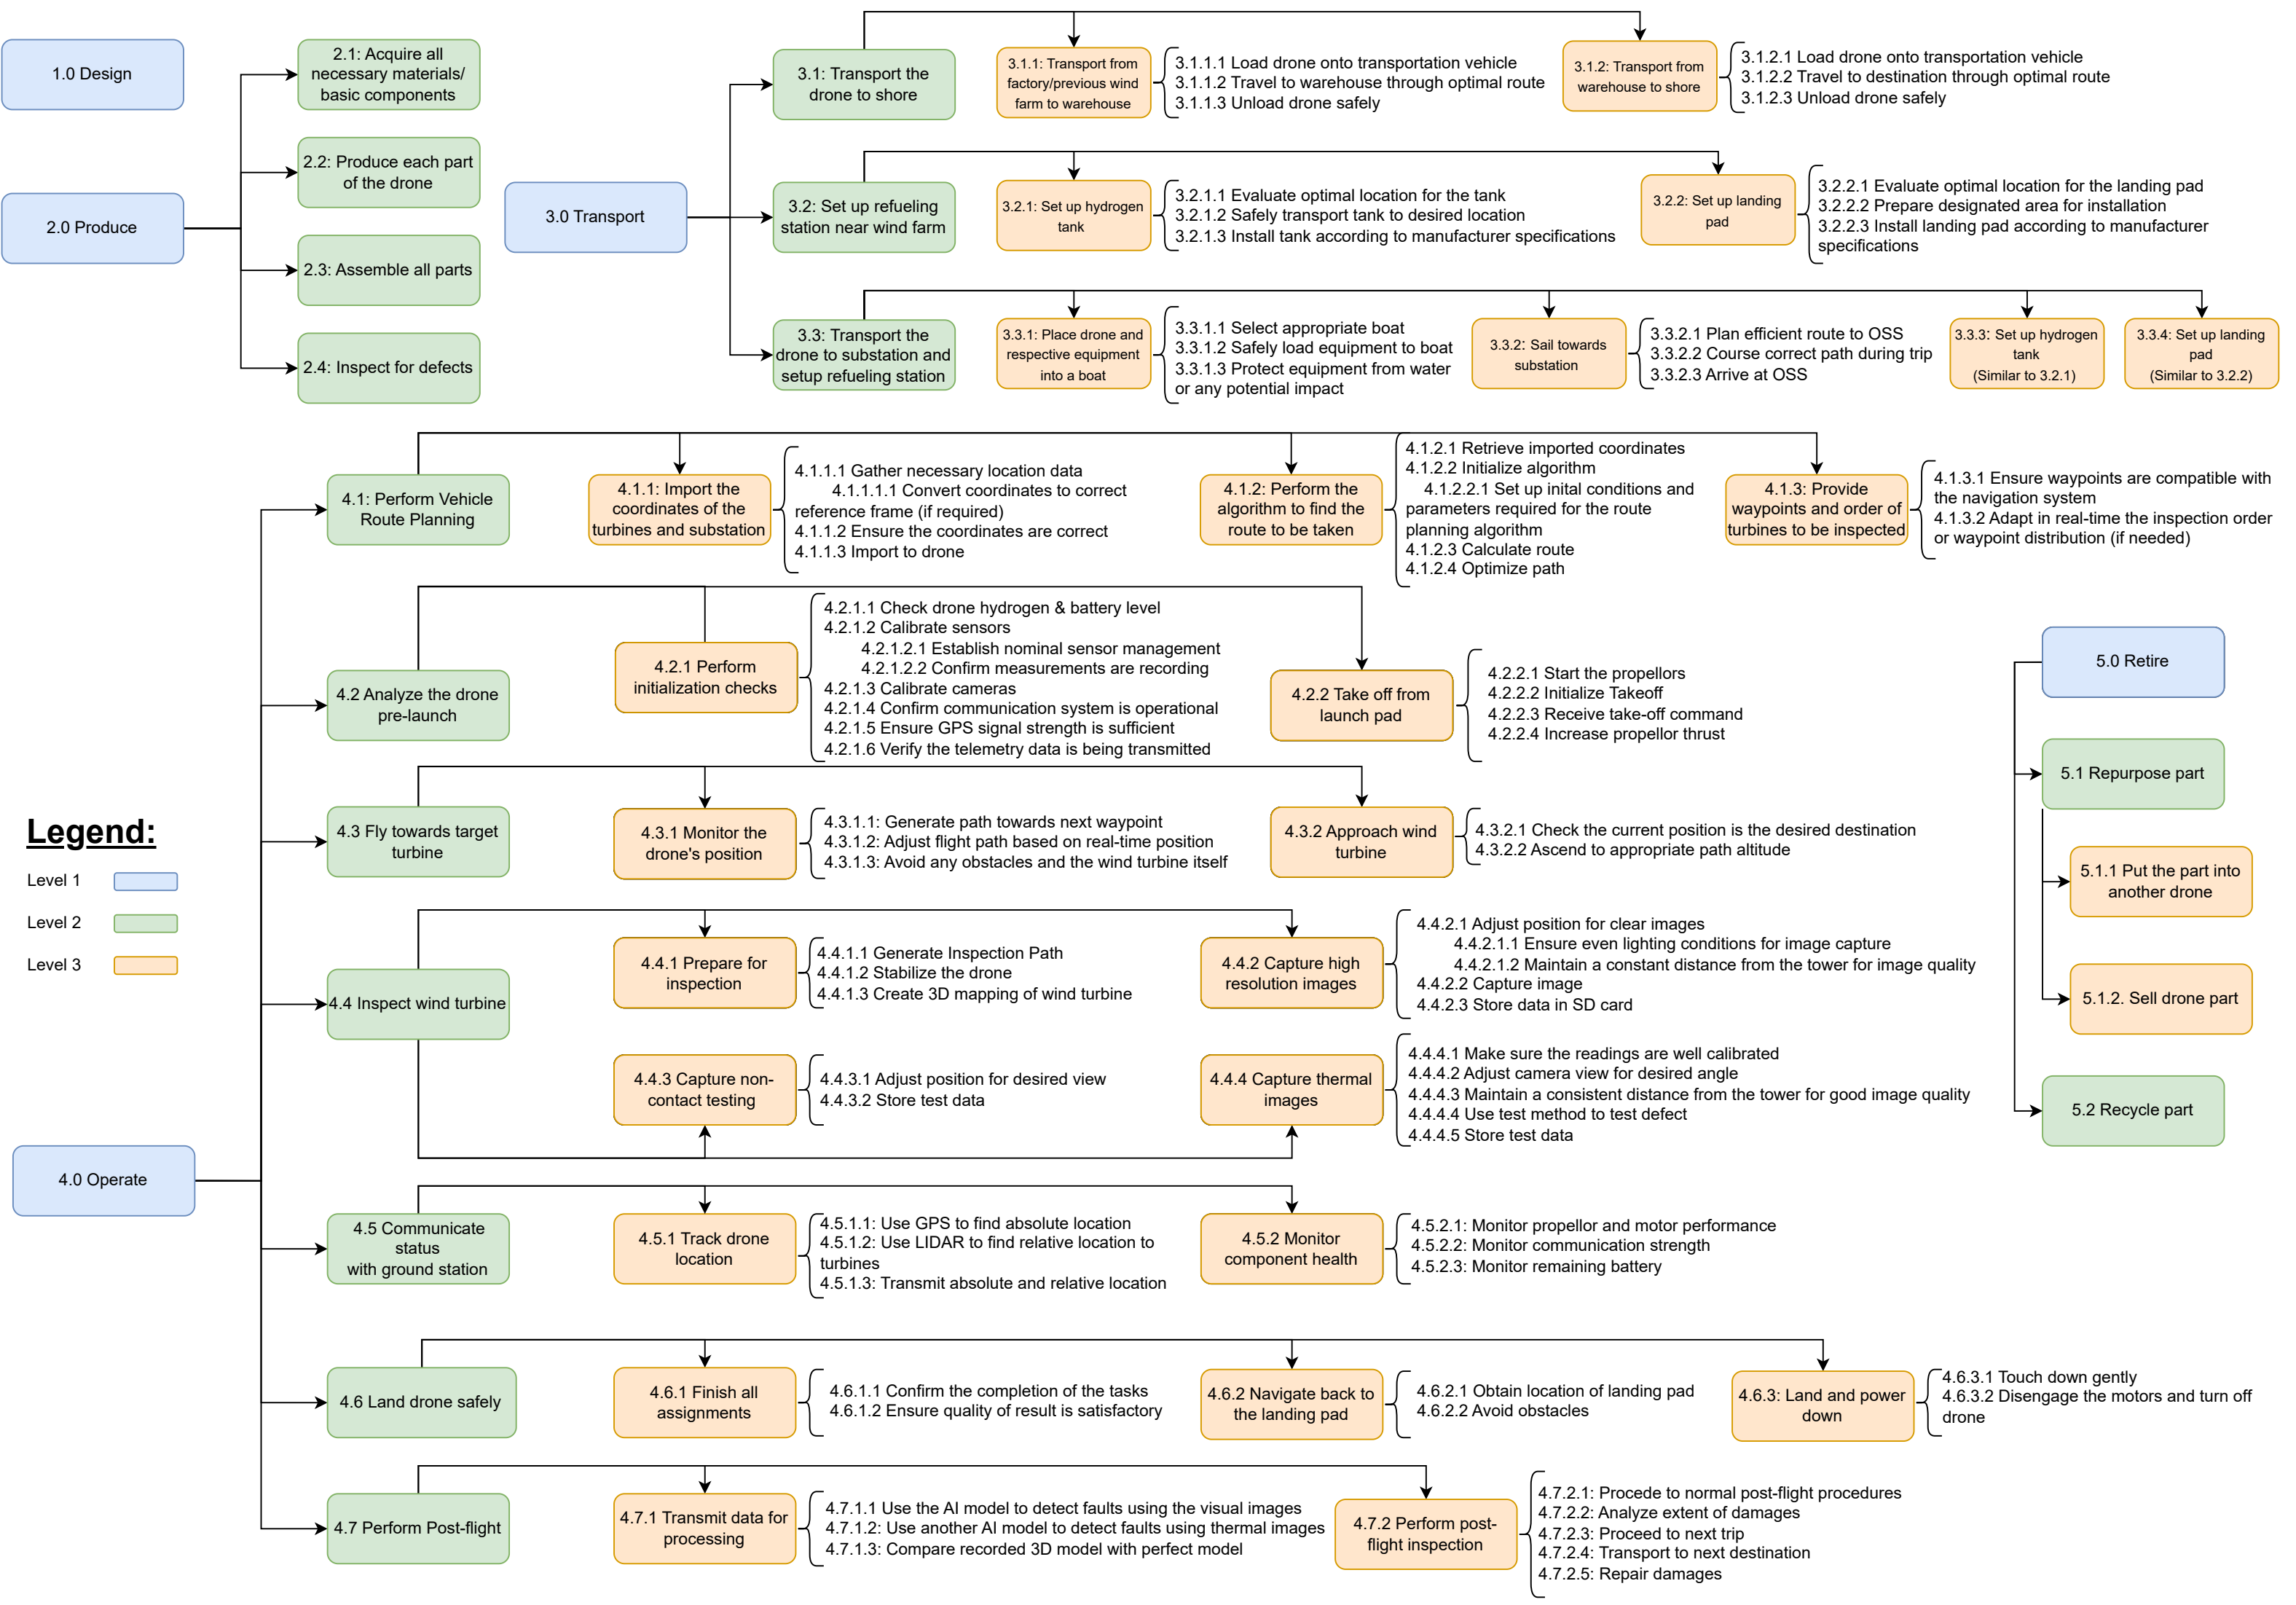 1.0 Design
2.0 Produce
2.1: Acquire all
necessary materials/
basic components
2.2: Produce each part
of the drone
2.3: Assemble all parts
2.4: Inspect for defects
3.0 Transport
3.1: Transport the
drone to shore
3.1.1: Transport from
factory/previous wind
farm to warehouse
3.1.1.1 Load drone onto transportation vehicle
3.1.1.2 Travel to warehouse through optimal route
3.1.1.3 Unload drone safely
3.1.2: Transport from
warehouse to shore
3.1.2.1 Load drone onto transportation vehicle
3.1.2.2 Travel to destination through optimal route
3.1.2.3 Unload drone safely
3.2: Set up refueling
station near wind farm
3.2.1: Set up hydrogen
tank
3.2.1.1 Evaluate optimal location for the tank
3.2.1.2 Safely transport tank to desired location
3.2.1.3 Install tank according to manufacturer specifications
3.2.2: Set up landing
pad
3.2.2.1 Evaluate optimal location for the landing pad
3.2.2.2 Prepare designated area for installation
3.2.2.3 Install landing pad according to manufacturer
specifications
3.3: Transport the
drone to substation and
setup refueling station
3.3.1: Place drone and
respective equipment
into a boat
3.3.1.1 Select appropriate boat
3.3.1.2 Safely load equipment to boat
3.3.1.3 Protect equipment from water
or any potential impact
3.3.2: Sail towards
substation
3.3.2.1 Plan efficient route to OSS
3.3.2.2 Course correct path during trip
3.3.2.3 Arrive at OSS
3.3.3: Set up hydrogen
tank
(Similar to 3.2.1)
3.3.4: Set up landing
pad
(Similar to 3.2.2)
4.0 Operate
4.1: Perform Vehicle
Route Planning
4.1.1: Import the
coordinates of the
turbines and substation
4.1.1.1 Gather necessary location data
4.1.1.1.1 Convert coordinates to correct
reference frame (if required)
4.1.1.2 Ensure the coordinates are correct
4.1.1.3 Import to drone
4.1.2: Perform the
algorithm to find the
route to be taken
4.1.2.1 Retrieve imported coordinates
4.1.2.2 Initialize algorithm
4.1.2.2.1 Set up inital conditions and
parameters required for the route
planning algorithm
4.1.2.3 Calculate route
4.1.2.4 Optimize path
4.1.3: Provide
waypoints and order of
turbines to be inspected
4.1.3.1 Ensure waypoints are compatible with
the navigation system
4.1.3.2 Adapt in real-time the inspection order
or waypoint distribution (if needed)
4.2 Analyze the drone
pre-launch
4.2.1 Perform
initialization checks
4.2.1.1 Check drone hydrogen & battery level
4.2.1.2 Calibrate sensors
4.2.1.2.1 Establish nominal sensor management
4.2.1.2.2 Confirm measurements are recording
4.2.1.3 Calibrate cameras
4.2.1.4 Confirm communication system is operational
4.2.1.5 Ensure GPS signal strength is sufficient
4.2.1.6 Verify the telemetry data is being transmitted
4.2.2 Take off from
launch pad
4.2.2.1 Start the propellors
4.2.2.2 Initialize Takeoff
4.2.2.3 Receive take-off command
4.2.2.4 Increase propellor thrust
4.3 Fly towards target
turbine
4.3.1 Monitor the
drone's position
4.3.1.1: Generate path towards next waypoint
4.3.1.2: Adjust flight path based on real-time position
4.3.1.3: Avoid any obstacles and the wind turbine itself
4.3.2 Approach wind
turbine
4.3.2.1 Check the current position is the desired destination
4.3.2.2 Ascend to appropriate path altitude
4.4 Inspect wind turbine
4.4.1 Prepare for
inspection
4.4.1.1 Generate Inspection Path
4.4.1.2 Stabilize the drone
4.4.1.3 Create 3D mapping of wind turbine
4.4.2 Capture high
resolution images
4.4.2.1 Adjust position for clear images
4.4.2.1.1 Ensure even lighting conditions for image capture
4.4.2.1.2 Maintain a constant distance from the tower for image quality
4.4.2.2 Capture image
4.4.2.3 Store data in SD card
4.4.3 Capture non-
contact testing
4.4.3.1 Adjust position for desired view
4.4.3.2 Store test data
4.4.4 Capture thermal
images
4.4.4.1 Make sure the readings are well calibrated
4.4.4.2 Adjust camera view for desired angle
4.4.4.3 Maintain a consistent distance from the tower for good image quality
4.4.4.4 Use test method to test defect
4.4.4.5 Store test data
4.5 Communicate
status
with ground station
4.5.1 Track drone
location
4.5.1.1: Use GPS to find absolute location
4.5.1.2: Use LIDAR to find relative location to
turbines
4.5.1.3: Transmit absolute and relative location
4.5.2 Monitor
component health
4.5.2.1: Monitor propellor and motor performance
4.5.2.2: Monitor communication strength
4.5.2.3: Monitor remaining battery
4.6 Land drone safely
4.6.1 Finish all
assignments
4.6.1.1 Confirm the completion of the tasks
4.6.1.2 Ensure quality of result is satisfactory
4.6.2 Navigate back to
the landing pad
4.6.2.1 Obtain location of landing pad
4.6.2.2 Avoid obstacles
4.6.3: Land and power
down
4.6.3.1 Touch down gently
4.6.3.2 Disengage the motors and turn off
drone
4.7 Perform Post-flight
4.7.1 Transmit data for
processing
4.7.1.1 Use the AI model to detect faults using the visual images
4.7.1.2: Use another AI model to detect faults using thermal images
4.7.1.3: Compare recorded 3D model with perfect model
4.7.2 Perform post-
flight inspection
4.7.2.1: Procede to normal post-flight procedures
4.7.2.2: Analyze extent of damages
4.7.2.3: Proceed to next trip
4.7.2.4: Transport to next destination
4.7.2.5: Repair damages
5.0 Retire
5.1 Repurpose part
5.1.1 Put the part into
another drone
5.1.2. Sell drone part
5.2 Recycle part
Legend:
Level 1
Level 2
Level 3